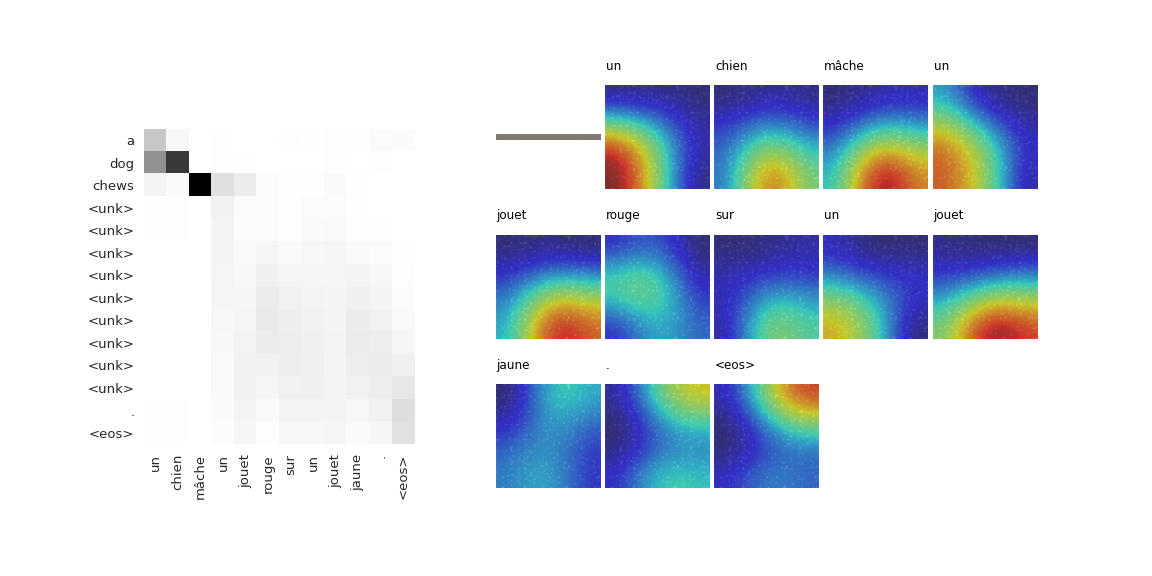 a
dog
chews
<unk>
<unk>
<unk>
<unk>
<unk>
<unk>
<unk>
<unk>
<unk>
.
<eos>
un chien mâche un jouet rouge sur un jouet jaune . <eos>
un chien mâche un
jouet rouge sur un jouet
jaune . <eos>